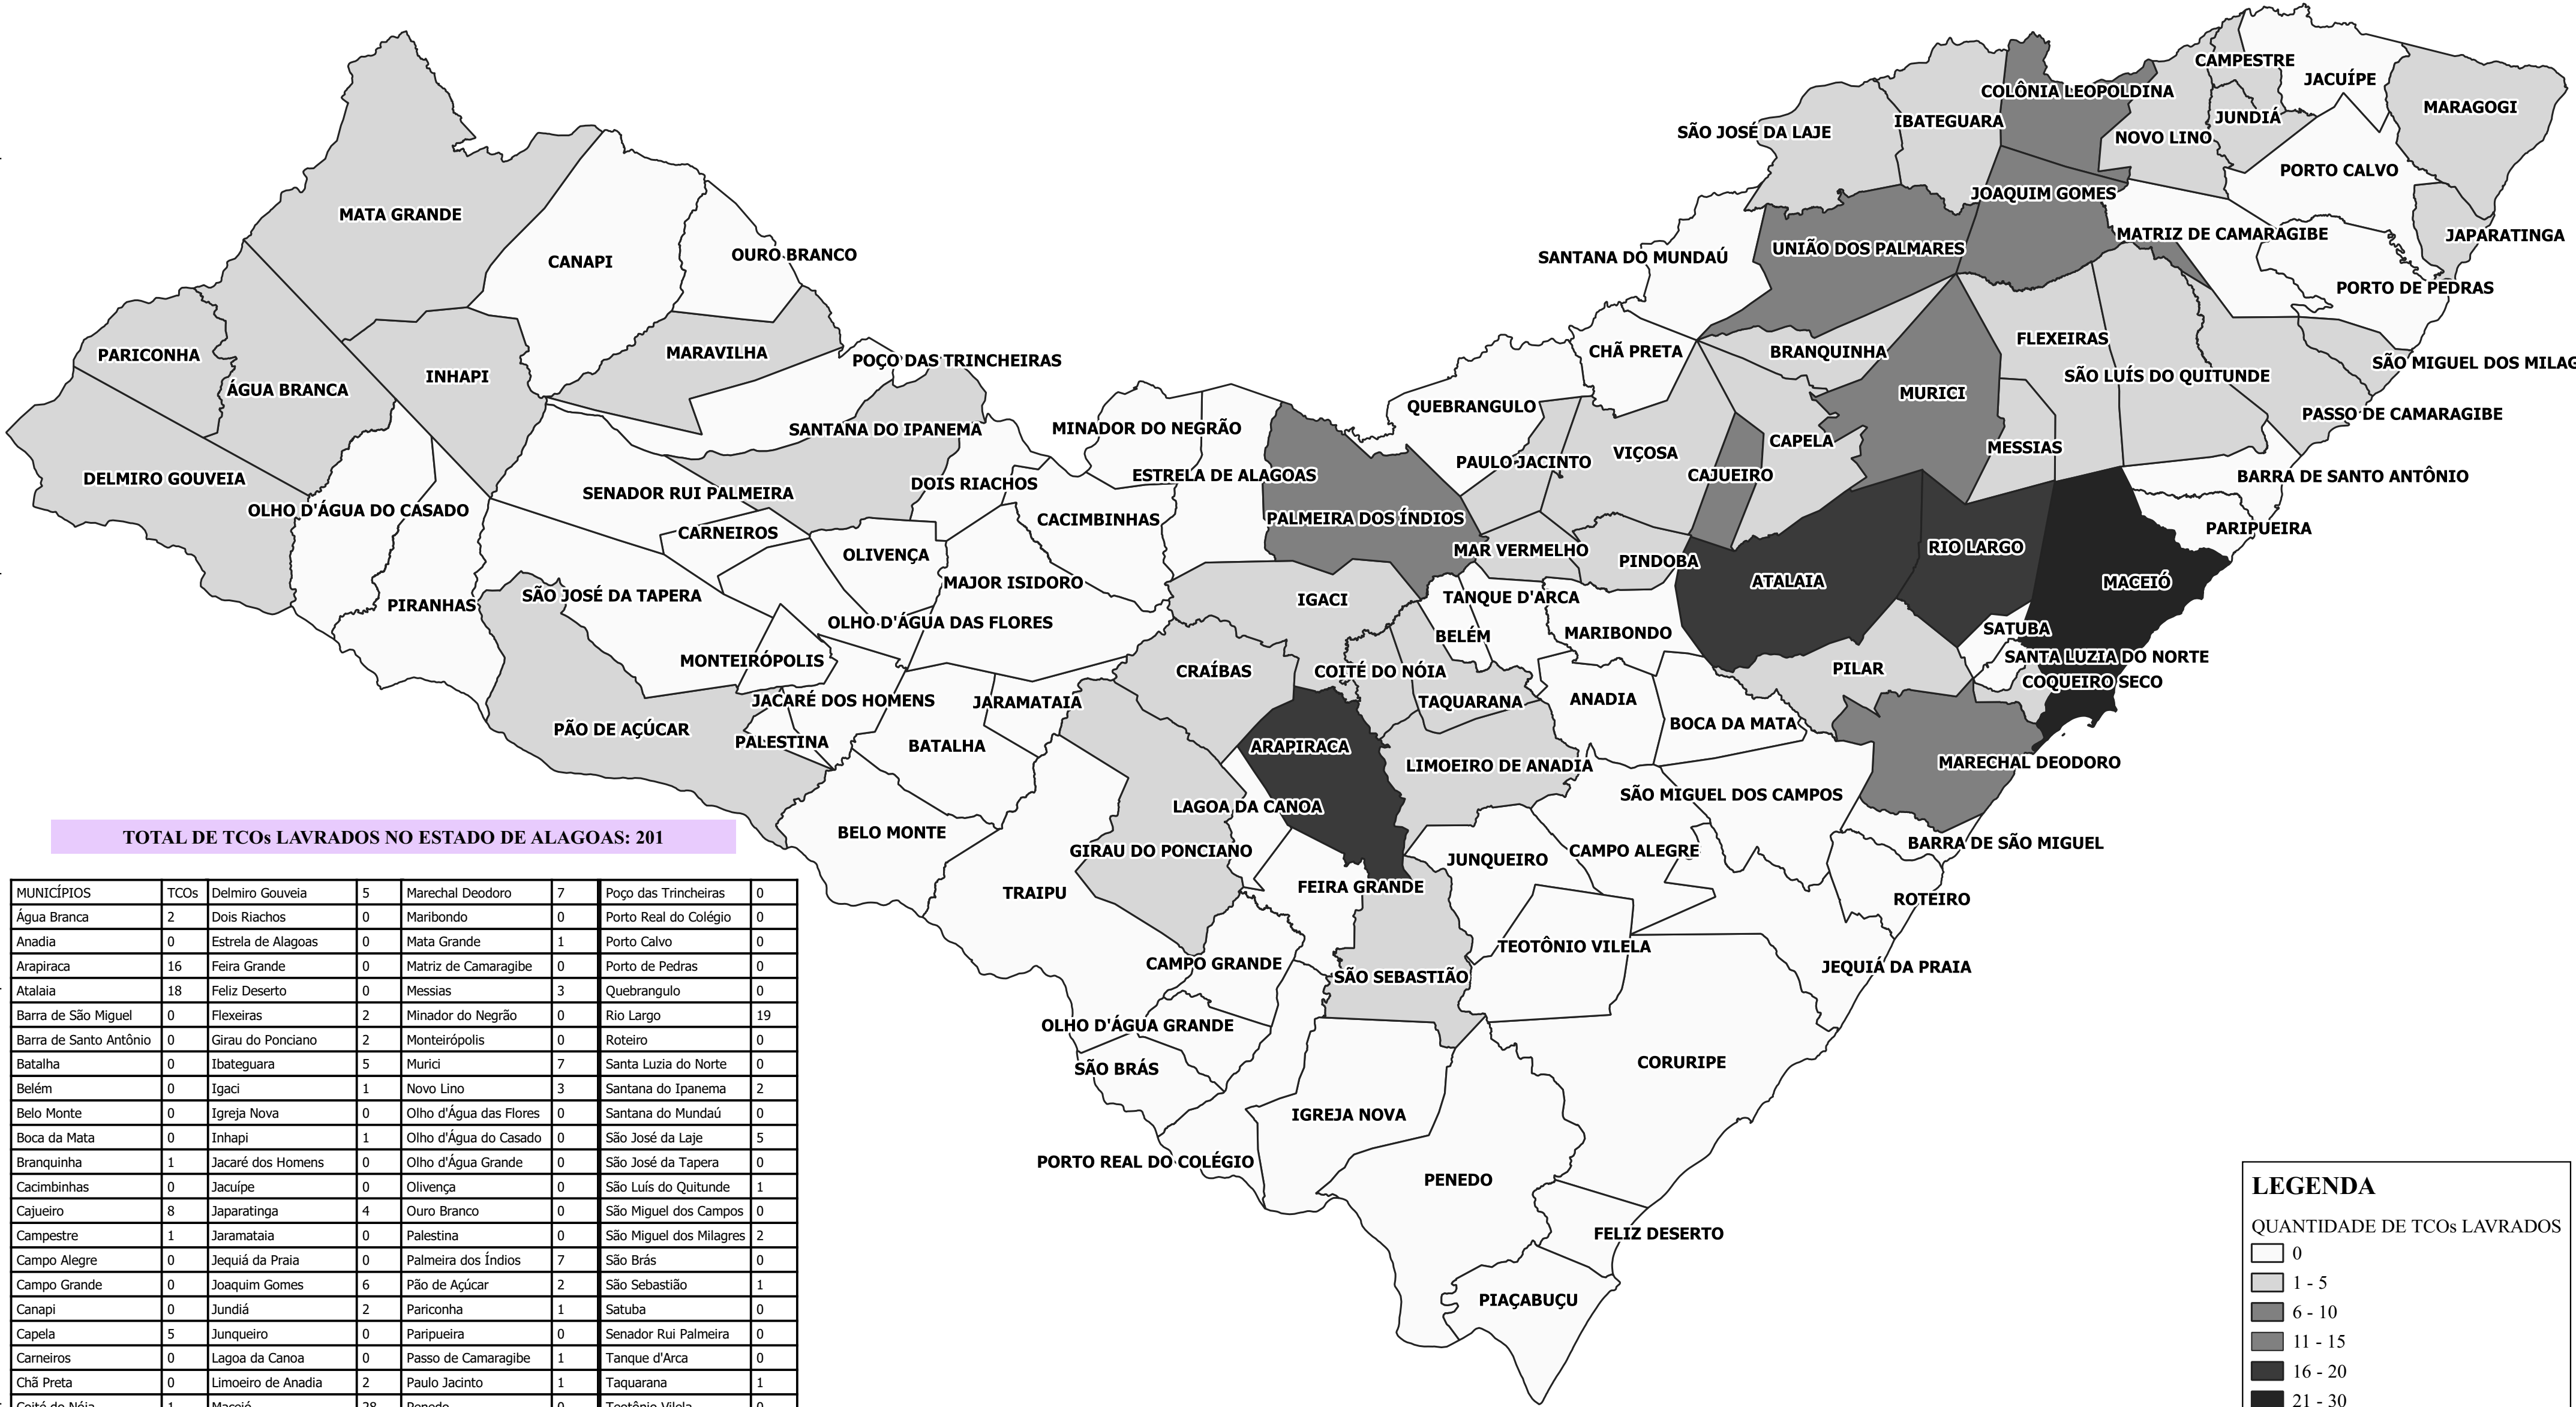 CAMPESTRE
JACUÍPE
COLÔNIA LEOPOLDINA
MARAGOGI
JUNDIÁ
IBATEGUARA
SÃO JOSÉ DA LAJE
NOVO LINO
PORTO CALVO
JOAQUIM GOMES
MATA GRANDE
MATRIZ DE CAMARAGIBE
JAPARATINGA
UNIÃO DOS PALMARES
OURO BRANCO
SANTANA DO MUNDAÚ
CANAPI
PORTO DE PEDRAS
FLEXEIRAS
CHÃ PRETA
BRANQUINHA
MARAVILHA
PARICONHA
POÇO DAS TRINCHEIRAS
SÃO MIGUEL DOS MILAG
INHAPI
SÃO LUÍS DO QUITUNDE
ÁGUA BRANCA
MURICI
QUEBRANGULO
PASSO DE CAMARAGIBE
MINADOR DO NEGRÃO
SANTANA DO IPANEMA
CAPELA
MESSIAS
VIÇOSA
PAULO JACINTO
ESTRELA DE ALAGOAS
CAJUEIRO
BARRA DE SANTO ANTÔNIO
DELMIRO GOUVEIA
DOIS RIACHOS
SENADOR RUI PALMEIRA
OLHO D'ÁGUA DO CASADO
PALMEIRA DOS ÍNDIOS
CACIMBINHAS
PARIPUEIRA
CARNEIROS
RIO LARGO
MAR VERMELHO
OLIVENÇA
PINDOBA
ATALAIA
MACEIÓ
MAJOR ISIDORO
SÃO JOSÉ DA TAPERA
TANQUE D'ARCA
IGACI
PIRANHAS
OLHO D'ÁGUA DAS FLORES
SATUBA
MARIBONDO
BELÉM
SANTA LUZIA DO NORTE
MONTEIRÓPOLIS
PILAR
CRAÍBAS
COITÉ DO NÓIA
COQUEIRO SECO
ANADIA
JACARÉ DOS HOMENS
JARAMATAIA
TAQUARANA
BOCA DA MATA
PÃO DE AÇÚCAR
PALESTINA
BATALHA
ARAPIRACA
MARECHAL DEODORO
LIMOEIRO DE ANADIA
SÃO MIGUEL DOS CAMPOS
LAGOA DA CANOA
BELO MONTE
BARRA DE SÃO MIGUEL
GIRAU DO PONCIANO
CAMPO ALEGRE
JUNQUEIRO
FEIRA GRANDE
TRAIPU
ROTEIRO
TEOTÔNIO VILELA
CAMPO GRANDE
JEQUIÁ DA PRAIA
SÃO SEBASTIÃO
OLHO D'ÁGUA GRANDE
CORURIPE
SÃO BRÁS
IGREJA NOVA
PORTO REAL DO COLÉGIO
PENEDO
FELIZ DESERTO
PIAÇABUÇU
TOTAL DE TCOs LAVRADOS NO ESTADO DE ALAGOAS: 201
MUNICÍPIOS TCOs Delmiro Gouveia 5 Marechal Deodoro 7 Poço das Trincheiras 0
Água Branca 2 Dois Riachos 0 Maribondo 0 Porto Real do Colégio 0
Anadia 0 Estrela de Alagoas 0 Mata Grande 1 Porto Calvo 0
Arapiraca 16 Feira Grande 0 Matriz de Camaragibe 0 Porto de Pedras 0
Atalaia 18 Feliz Deserto 0 Messias 3 Quebrangulo 0
Barra de São Miguel 0 Flexeiras 2 Minador do Negrão 0 Rio Largo 19
Barra de Santo Antônio 0 Girau do Ponciano 2 Monteirópolis 0 Roteiro 0
Batalha 0 Ibateguara 5 Murici 7 Santa Luzia do Norte 0
Belém 0 Igaci 1 Novo Lino 3 Santana do Ipanema 2
Belo Monte 0 Igreja Nova 0 Olho d'Água das Flores 0 Santana do Mundaú 0
Boca da Mata 0 Inhapi 1 Olho d'Água do Casado 0 São José da Laje 5
Branquinha 1 Jacaré dos Homens 0 Olho d'Água Grande 0 São José da Tapera 0
Cacimbinhas 0 Jacuípe 0 Olivença 0 São Luís do Quitunde 1
Cajueiro 8 Japaratinga 4 Ouro Branco 0 São Miguel dos Campos 0
Campestre 1 Jaramataia 0 Palestina 0 São Miguel dos Milagres 2
Campo Alegre 0 Jequiá da Praia 0 Palmeira dos Índios 7 São Brás 0
Campo Grande 0 Joaquim Gomes 6 Pão de Açúcar 2 São Sebastião 1
Canapi 0 Jundiá 2 Pariconha 1 Satuba 0
Capela 5 Junqueiro 0 Paripueira 0 Senador Rui Palmeira 0
Carneiros 0 Lagoa da Canoa 0 Passo de Camaragibe 1 Tanque d'Arca 0
Chã Preta 0 Limoeiro de Anadia 2 Paulo Jacinto 1 Taquarana 1
Coité do Nóia 1 Maceió 28 Penedo 0 Teotônio Vilela 0
LEGENDA
QUANTIDADE DE TCOs LAVRADOS
0
1 - 5
6 - 10
11 - 15
16 - 20
21 - 30